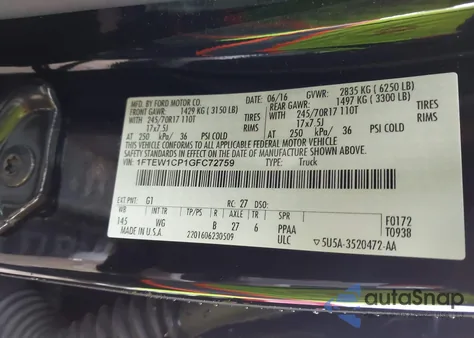 MFD. BY FORD MOTOR CO. 06/16 GVWR: 2835 KG ( 6250 LB)
FRONT GAWR: 1429 KG ( 3150 LB) REAR GAWR: 1497 KG ( 3300 LB)
WITH 245/70R17 110T TIRES WITH 245/70R17 110T TIRES
17x7.5J RIMS 17x7.5J RIMS
AT 250 kPa/ 36 PSI COLD AT 250 kPa/ 36 PSI COLD
THIS VEHICLE CONFORMS TO ALL APPLICABLE FEDERAL MOTOR VEHICLE
SAFETY STANDARDS IN EFFECT ON THE DATE OF MANUFACTURE SHOWN ABOVE.
VIN: 1FTEW1CP1GFC72759 TYPE: Truck
EXT PNT: G1 RC: 27 DSO:
WB INT TR TP/PS R AXLE TR SPR
145 WG B 27 6 PPAA F0172
2201606230509 ULC T0938
5U5A-3520472-AA
autoSnap